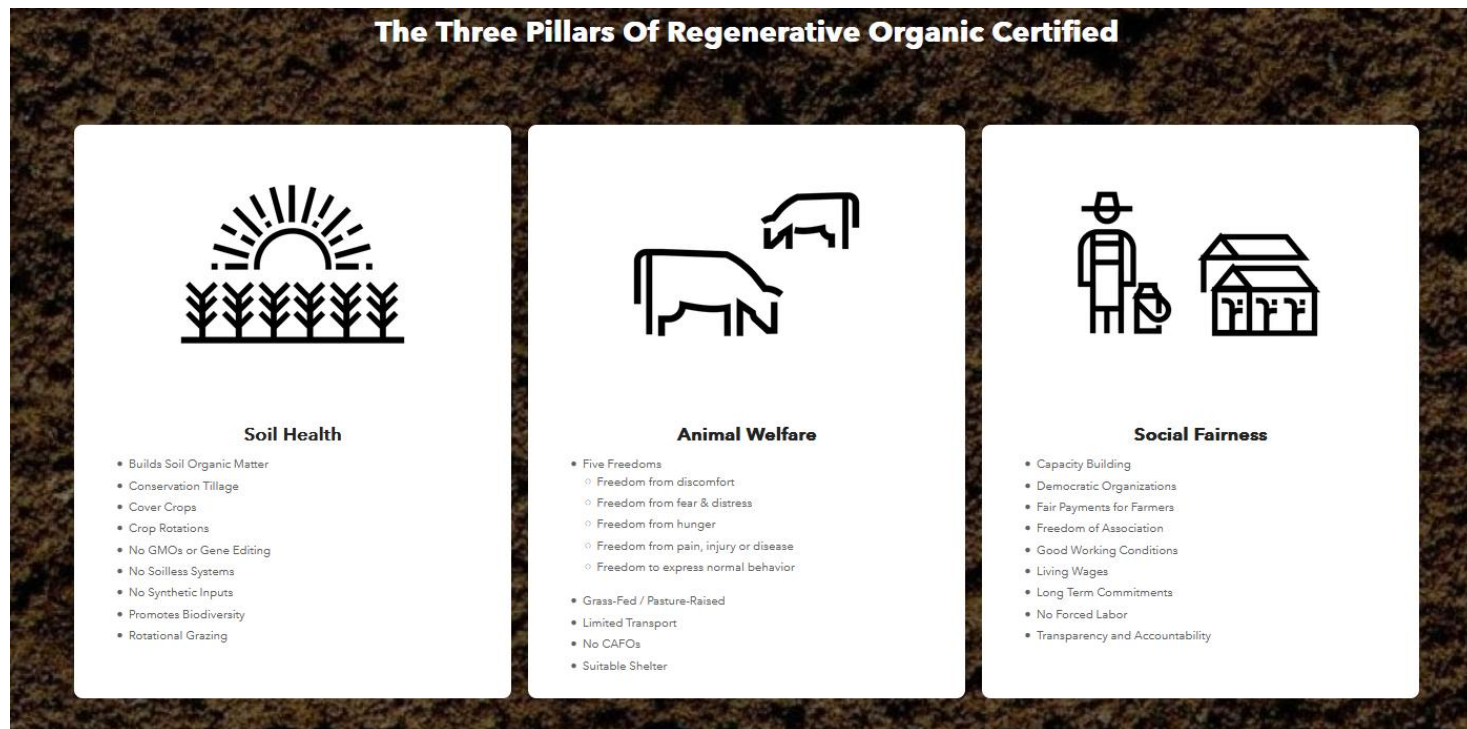 The Three Pillars Of Regenerative Organic Certified
Soil Health
Builds Soil Organic Matter
Conservation Tillage
Cover Crops
Crop Rotations
No GMOs or Gene Editing
No Soilless Systems
No Synthetic Inputs
Promotes Biodiversity
Rotational Grazing
Animal Welfare
Five Freedoms
Freedom from discomfort
Freedom from fear & distress
Freedom from hunger
Freedom from pain, injury or disease
Freedom to express normal behavior
Grass-Fed / Pasture-Raised
Limited Transport
No CAFOs
Suitable Shelter
Social Fairness
Capacity Building
Democratic Organizations
Fair Payments for Farmers
Freedom of Association
Good Working Conditions
Living Wages
Long Term Commitments
No Forced Labor
Transparency and Accountability